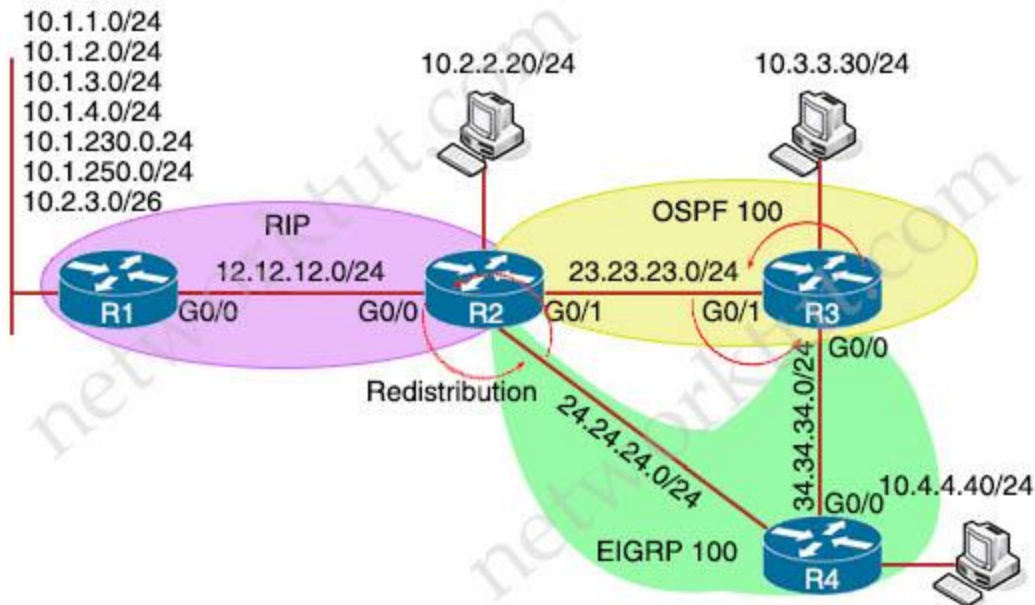 10.1.1.0/24
10.1.2.0/24
10.1.3.0/24
10.1.4.0/24
10.1.230.0.24
10.1.250.0/24
10.2.3.0/26
10.2.2.20/24
10.3.3.30/24
RIP
OSPF 100
12.12.12.0/24
23.23.23.0/24
R1
G0/0
G0/0
R2
G0/1
G0/1
R3
G0/0
Redistribution
24.24.24.0/24
34.34.34.0/24
10.4.4.40/24
G0/0
EIGRP 100
R4
networktut.com
networktut.com